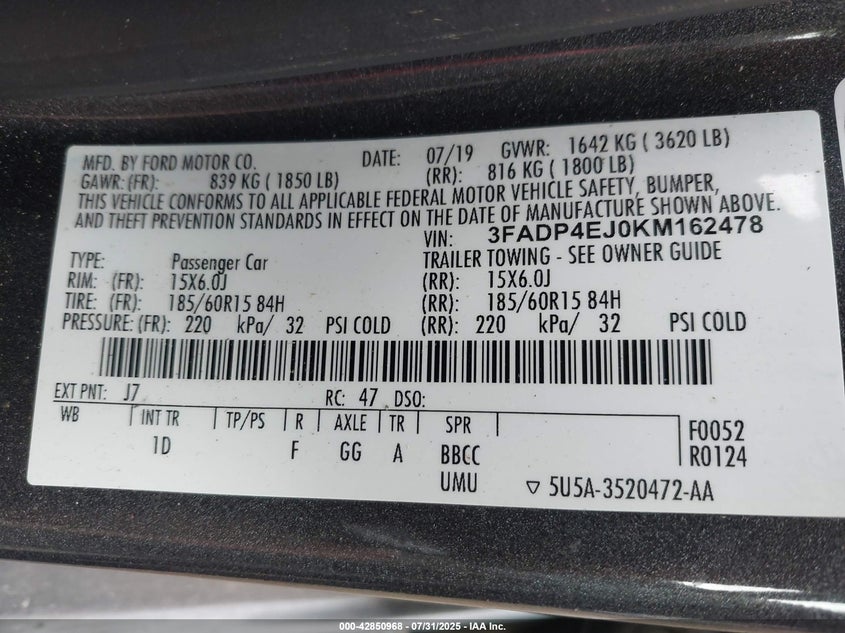 MFD. BY FORD MOTOR CO. DATE: 07/19 GVWR: 1642 KG ( 3620 LB)
GAWR: (FR): 839 KG ( 1850 LB) (RR): 816 KG ( 1800 LB)
THIS VEHICLE CONFORMS TO ALL APPLICABLE FEDERAL MOTOR VEHICLE SAFETY, BUMPER,
AND THEFT PREVENTION STANDARDS IN EFFECT ON THE DATE OF MANUFACTURE SHOWN ABOVE.
VIN: 3FADP4EJ0KM162478
TYPE: Passenger Car TRAILER TOWING - SEE OWNER GUIDE
RIM: (FR): 15X6.0J (RR): 15X6.0J
TIRE: (FR): 185/60R15 84H (RR): 185/60R15 84H
PRESSURE: (FR): 220 kPa/ 32 PSI COLD (RR): 220 kPa/ 32 PSI COLD
EXT PNT: J7 RC: 47 DSO:
WB INT TR TP/PS R AXLE TR SPR F0052
1D F GG A BBCC R0124
UMU ▽ 5U5A-3520472-AA
000-42850968 - 07/31/2025 - IAA Inc.